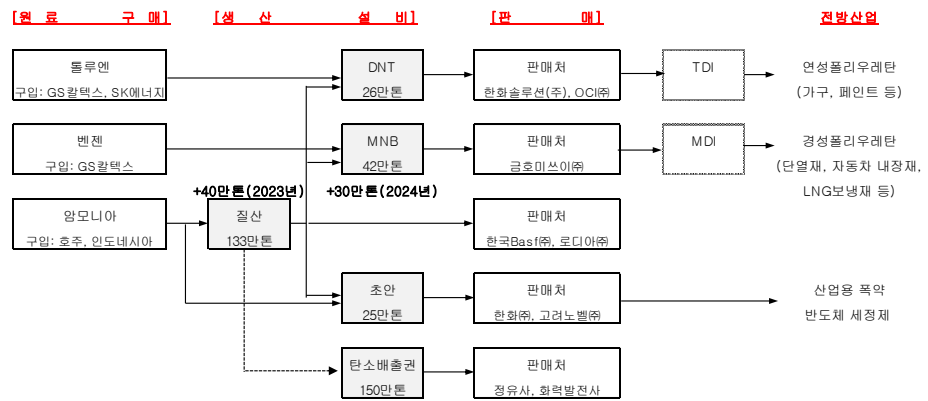 [원 료 구 매]
[생 산 설 비]
[판 매]
전방산업
톨루엔
구입: GS칼텍스, SK에너지
DNT
26만톤
판매처
한화솔루션(주), OCI㈜
TDI
연성폴리우레탄
(가구, 페인트 등)
벤젠
구입: GS칼텍스
MNB
42만톤
판매처
금호미쓰이㈜
MDI
경성폴리우레탄
(단열재, 자동차 내장재,
LNG보냉재 등)
+40만톤(2023년)
+30만톤(2024년)
암모니아
구입: 호주, 인도네시아
질산
133만톤
판매처
한국Basf㈜, 로디아㈜
초안
25만톤
판매처
한화㈜, 고려노벨㈜
산업용 폭약
반도체 세정제
탄소배출권
150만톤
판매처
정유사, 화력발전사